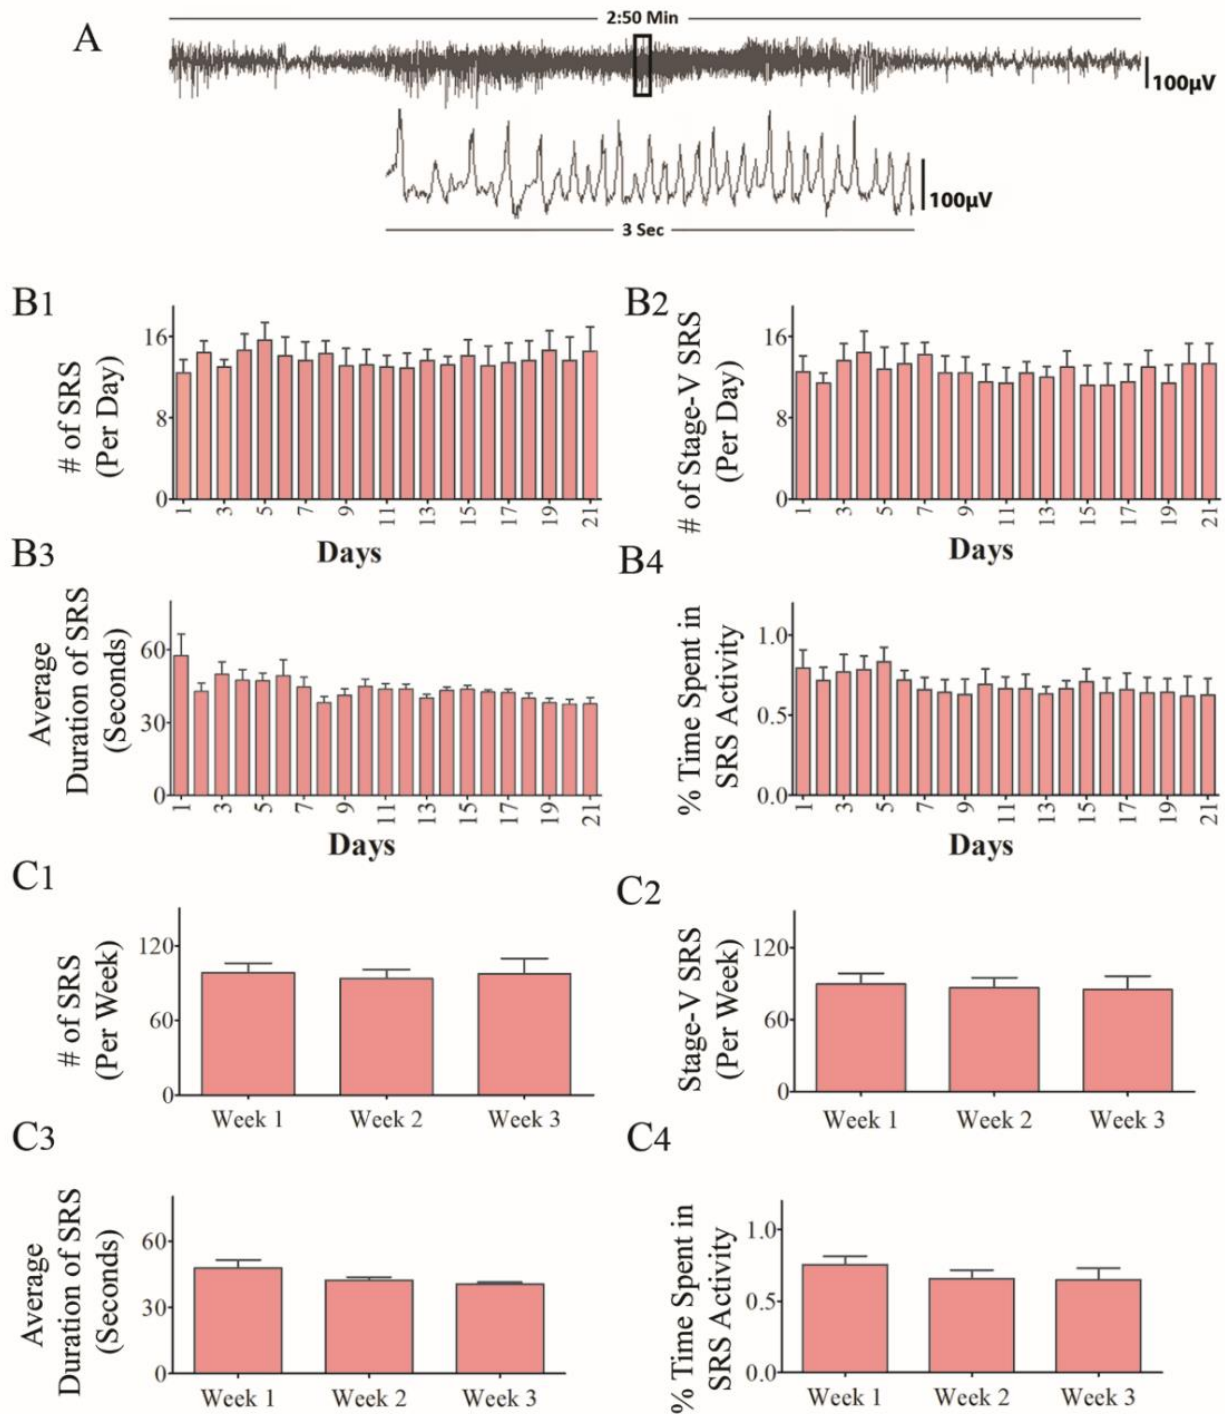 A
2:50 Min
100µV
100µV
3 Sec
B1
# of SRS
(Per Day)
16
8
0
1 3 5 7 9 11 13 15 17 19 21
Days
B2
# of Stage-V SRS
(Per Day)
16
8
0
1 3 5 7 9 11 13 15 17 19 21
Days
B3
Average
Duration of SRS
(Seconds)
60
30
0
1 3 5 7 9 11 13 15 17 19 21
Days
B4
% Time Spent in
SRS Activity
1.0
0.5
0.0
1 3 5 7 9 11 13 15 17 19 21
Days
C1
# of SRS
(Per Week)
120
60
0
Week 1 Week 2 Week 3
C2
Stage-V SRS
(Per Week)
120
60
0
Week 1 Week 2 Week 3
C3
Average
Duration of SRS
(Seconds)
60
30
0
Week 1 Week 2 Week 3
C4
% Time Spent in
SRS Activity
1.0
0.5
0.0
Week 1 Week 2 Week 3